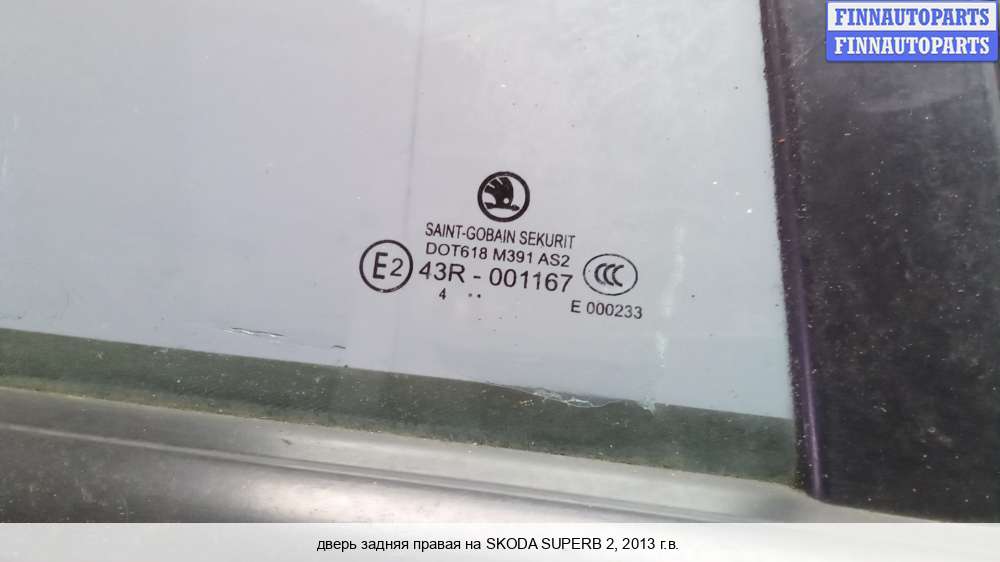 FINNAUTOPARTS
FINNAUTOPARTS
SAINT-GOBAIN SEKURIT
DOT618 M391 AS2
E2 43R - 001167 CCC
4 ..
E 000233
дверь задняя правая на SKODA SUPERB 2, 2013 г.в.